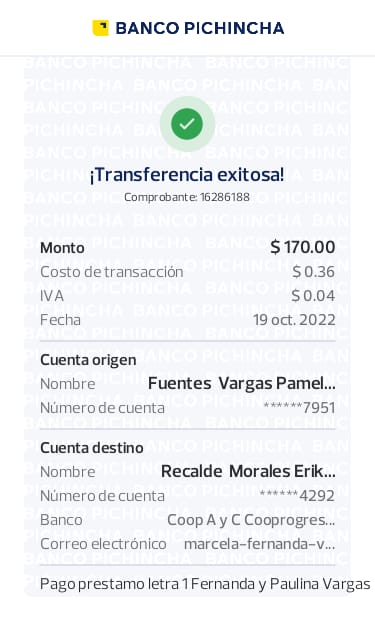 BANCO PICHINCHA
¡Transferencia exitosa!
Comprobante: 16286188
Monto $ 170.00
Costo de transacción $ 0.36
IVA $ 0.04
Fecha 19 oct. 2022
Cuenta origen
Nombre Fuentes Vargas Pamel...
Número de cuenta ******7951
Cuenta destino
Nombre Recalde Morales Erik...
Número de cuenta ******4292
Banco Coop A y C Cooprogres...
Correo electrónico marcela-fernanda-v...
Pago prestamo letra 1 Fernanda y Paulina Vargas